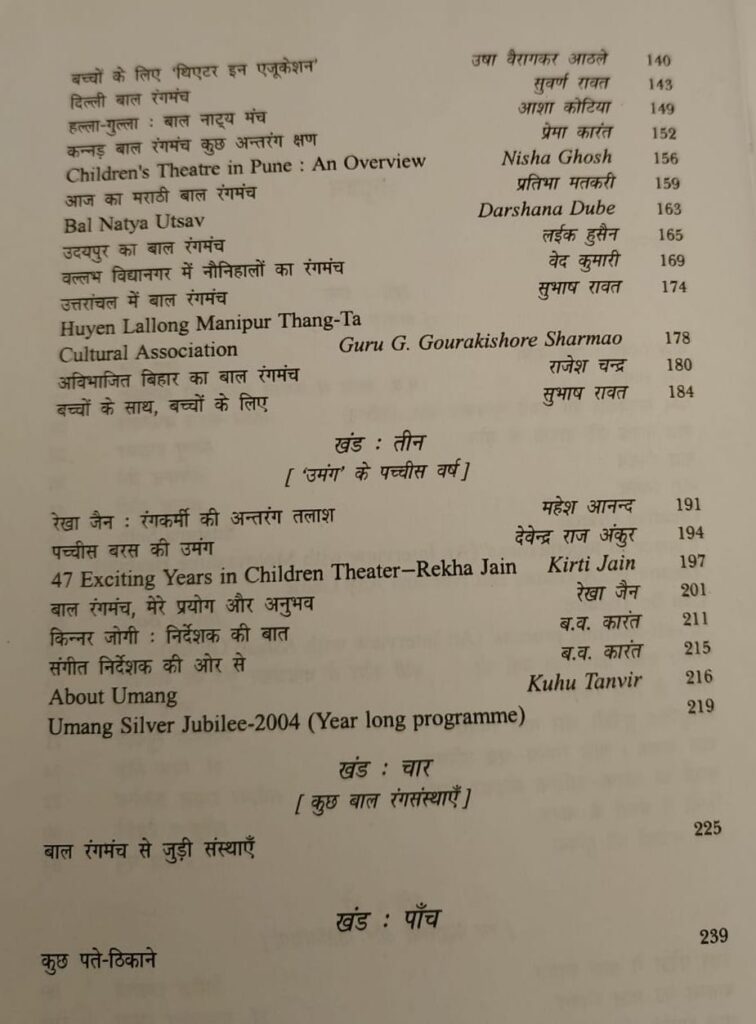 बच्चों के लिए 'थिएटर इन एजूकेशन' उषा वैरागकर आठले 140
दिल्ली बाल रंगमंच सुवर्ण रावत 143
हल्ला-गुल्ला : बाल नाट्य मंच आशा कोटिया 149
कन्नड़ बाल रंगमंच कुछ अन्तरंग क्षण प्रेमा कारंत 152
Children's Theatre in Pune : An Overview Nisha Ghosh 156
आज का मराठी बाल रंगमंच प्रतिभा मतकरी 159
Bal Natya Utsav Darshana Dube 163
उदयपुर का बाल रंगमंच लईक हुसैन 165
वल्लभ विद्यानगर में नौनिहालों का रंगमंच वेद कुमारी 169
उत्तरांचल में बाल रंगमंच सुभाष रावत 174
Huyen Lallong Manipur Thang-Ta
Cultural Association Guru G. Gourakishore Sharmao 178
अविभाजित बिहार का बाल रंगमंच राजेश चन्द्र 180
बच्चों के साथ, बच्चों के लिए सुभाष रावत 184
खंड : तीन
[ 'उमंग' के पच्चीस वर्ष ]
रेखा जैन : रंगकर्मी की अन्तरंग तलाश महेश आनन्द 191
पच्चीस बरस की उमंग देवेन्द्र राज अंकुर 194
47 Exciting Years in Children Theater–Rekha Jain Kirti Jain 197
बाल रंगमंच, मेरे प्रयोग और अनुभव रेखा जैन 201
किन्नर जोगी : निर्देशक की बात ब.व. कारंत 211
संगीत निर्देशक की ओर से ब.व. कारंत 215
About Umang Kuhu Tanvir 216
Umang Silver Jubilee-2004 (Year long programme) 219
खंड : चार
[ कुछ बाल रंगसंस्थाएँ ]
बाल रंगमंच से जुड़ी संस्थाएँ 225
खंड : पाँच
कुछ पते-ठिकाने 239